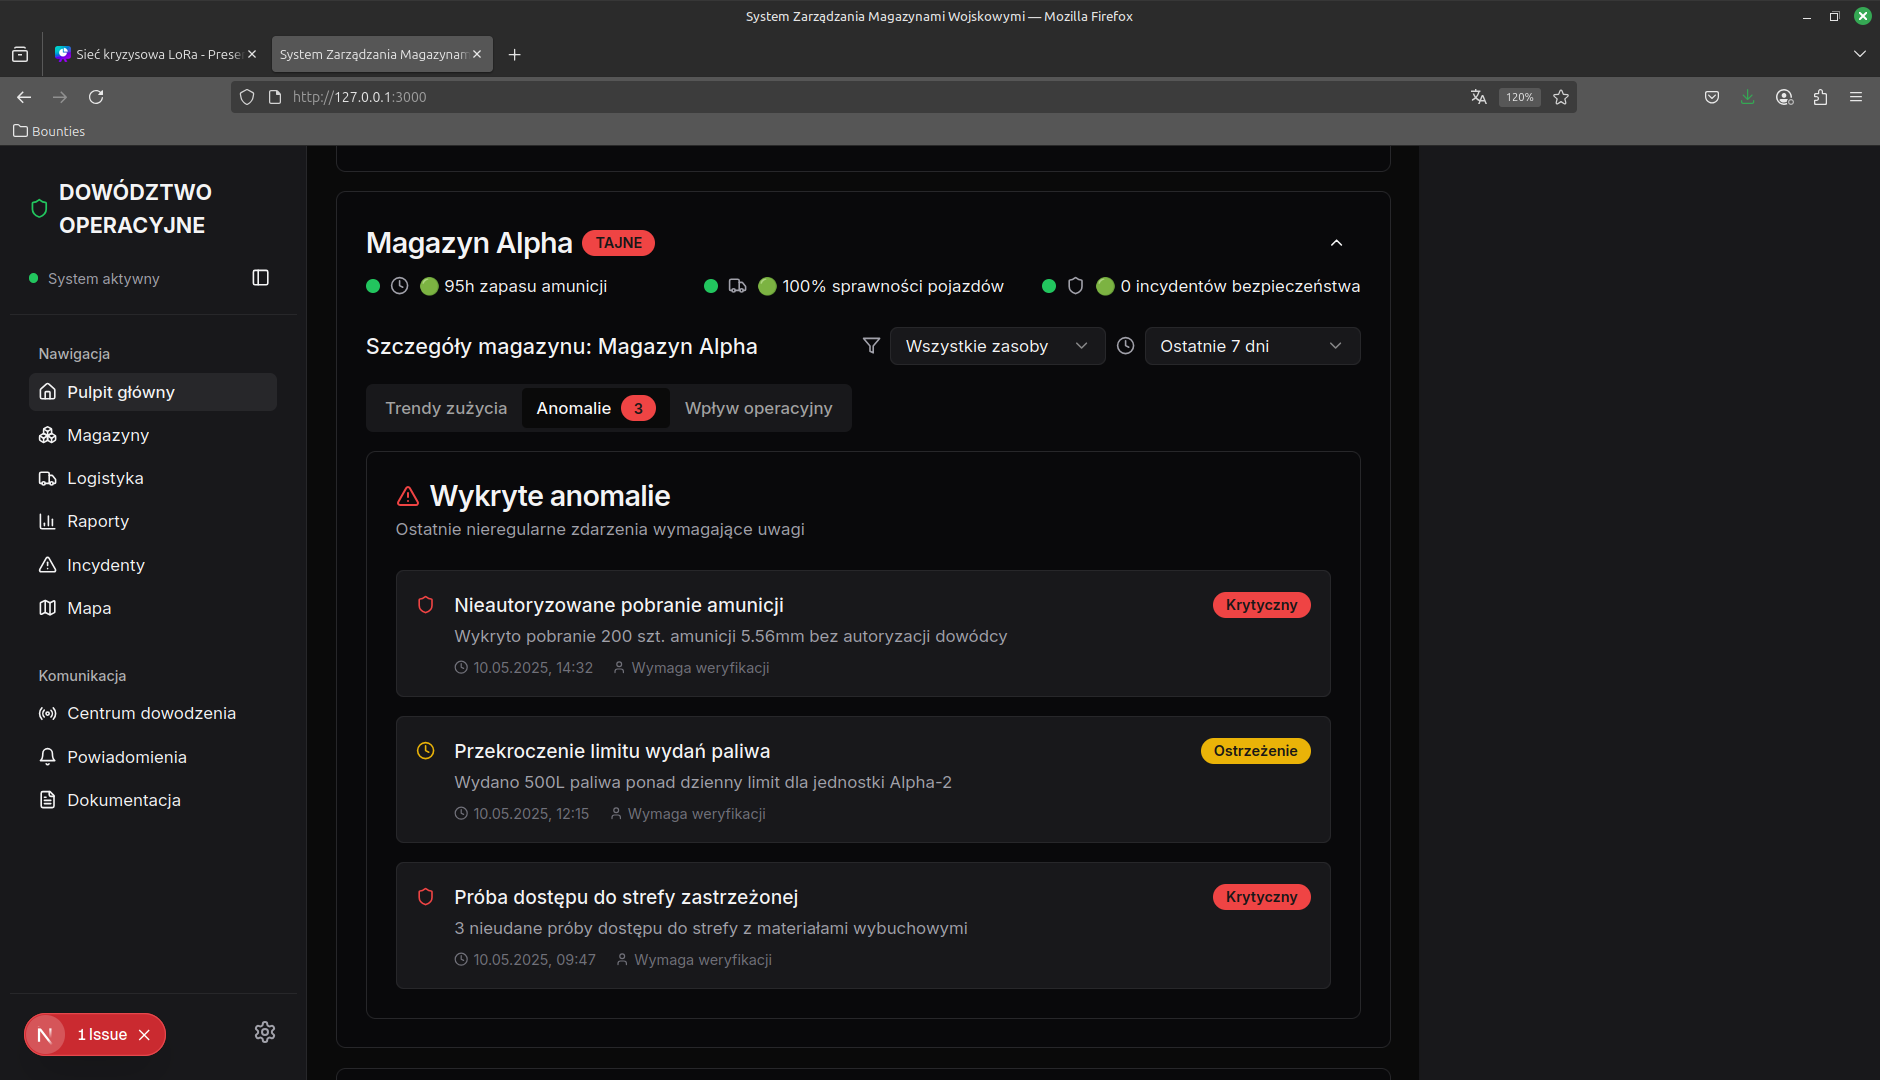 System Zarządzania Magazynami Wojskowymi — Mozilla Firefox
Sieć kryzysowa LoRa - Prese
System Zarządzania Magazynam
http://127.0.0.1:3000
120%
Bounties
DOWÓDZTWO
OPERACYJNE
System aktywny
Nawigacja
Pulpit główny
Magazyny
Logistyka
Raporty
Incydenty
Mapa
Komunikacja
Centrum dowodzenia
Powiadomienia
Dokumentacja
N 1 Issue
Magazyn Alpha TAJNE
95h zapasu amunicji
100% sprawności pojazdów
0 incydentów bezpieczeństwa
Szczegóły magazynu: Magazyn Alpha
Wszystkie zasoby
Ostatnie 7 dni
Trendy zużycia
Anomalie 3
Wpływ operacyjny
Wykryte anomalie
Ostatnie nieregularne zdarzenia wymagające uwagi
Nieautoryzowane pobranie amunicji
Krytyczny
Wykryto pobranie 200 szt. amunicji 5.56mm bez autoryzacji dowódcy
10.05.2025, 14:32 Wymaga weryfikacji
Przekroczenie limitu wydań paliwa
Ostrzeżenie
Wydano 500L paliwa ponad dzienny limit dla jednostki Alpha-2
10.05.2025, 12:15 Wymaga weryfikacji
Próba dostępu do strefy zastrzeżonej
Krytyczny
3 nieudane próby dostępu do strefy z materiałami wybuchowymi
10.05.2025, 09:47 Wymaga weryfikacji